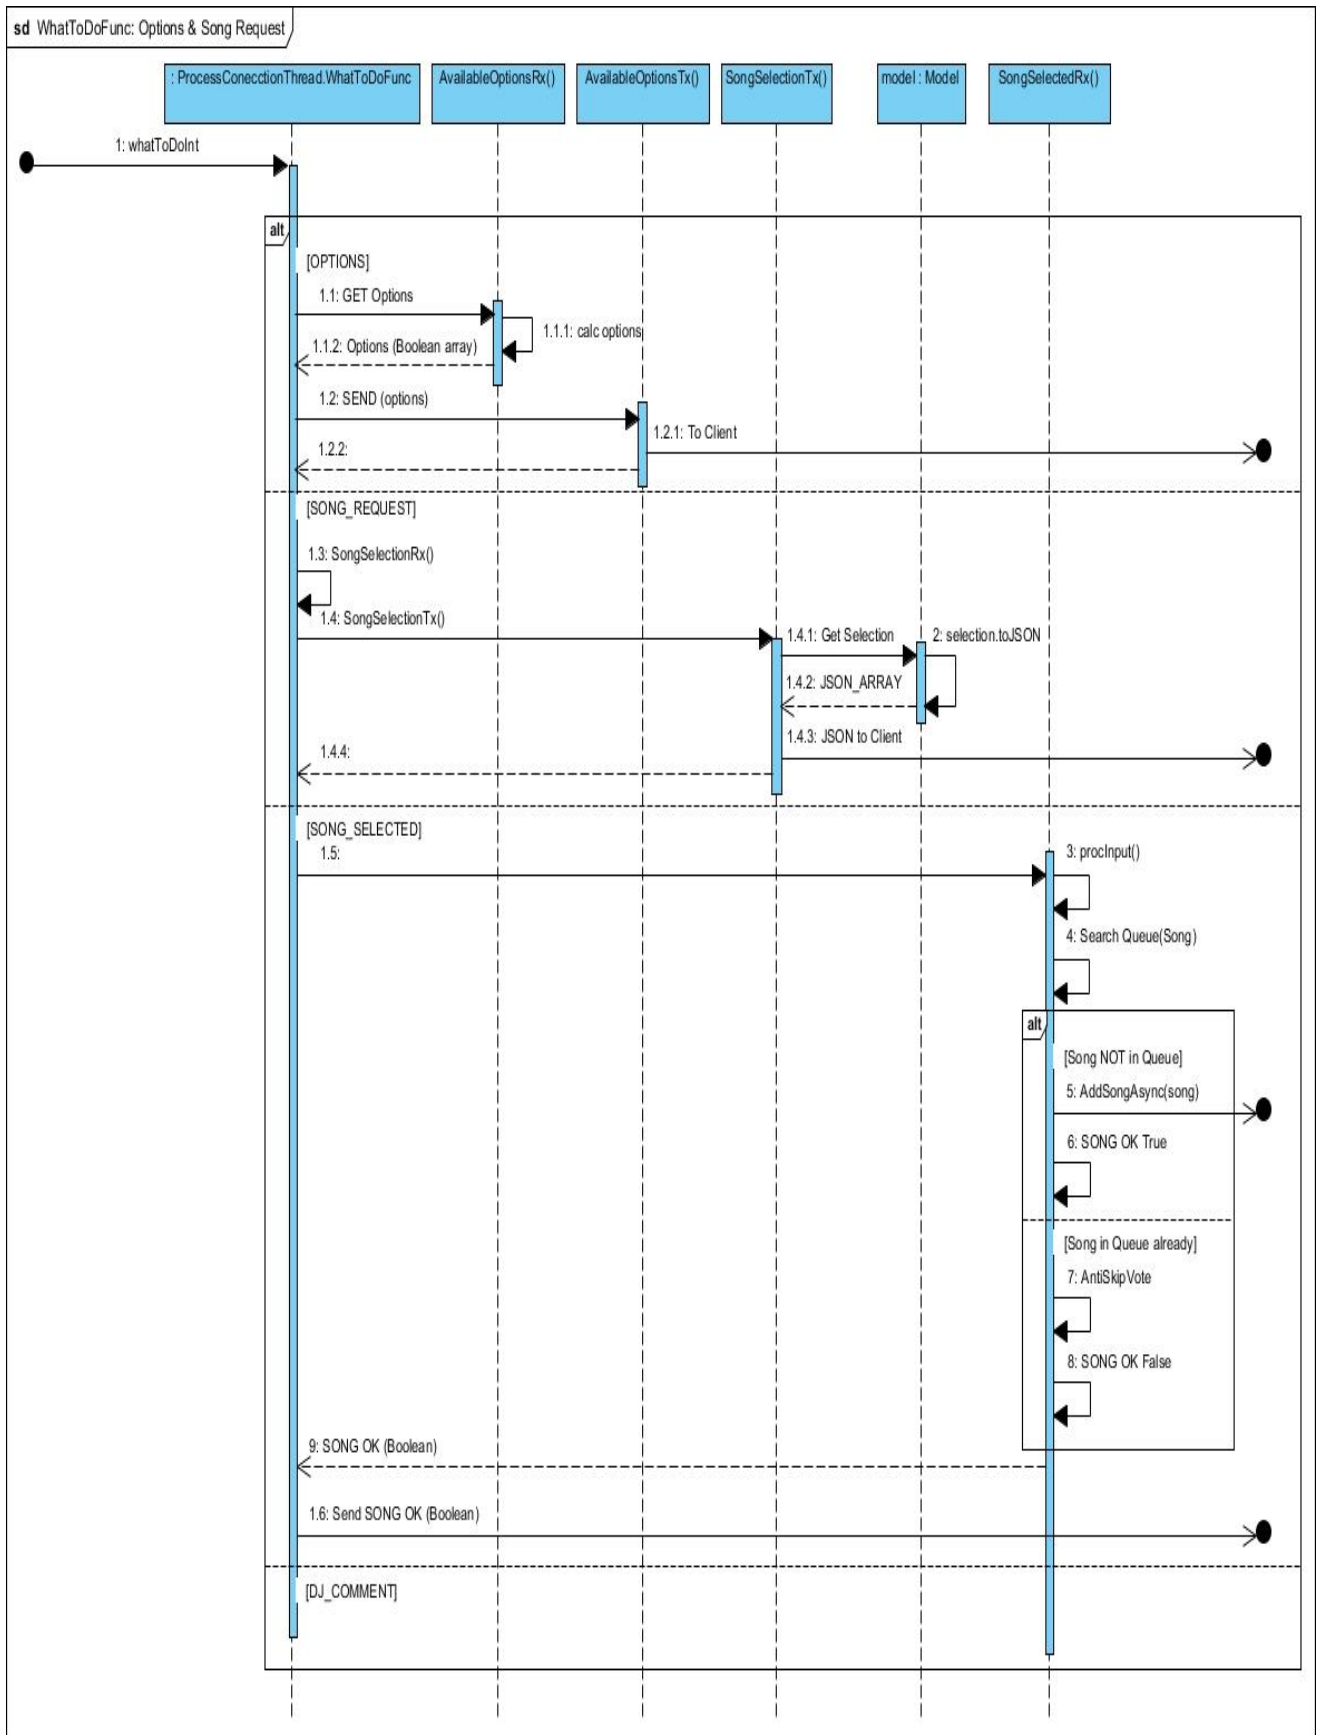 sd WhatToDoFunc: Options & Song Request
: ProcessConecctionThread.WhatToDoFunc
AvailableOptionsRx()
AvailableOptionsTx()
SongSelectionTx()
model : Model
SongSelectedRx()
1: whatToDoInt
alt
[OPTIONS]
1.1: GET Options
1.1.1: calc options
1.1.2: Options (Boolean array)
1.2: SEND (options)
1.2.1: To Client
1.2.2:
[SONG_REQUEST]
1.3: SongSelectionRx()
1.4: SongSelectionTx()
1.4.1: Get Selection
2: selection.toJSON
1.4.2: JSON_ARRAY
1.4.3: JSON to Client
1.4.4:
[SONG_SELECTED]
1.5:
3: procInput()
4: Search Queue(Song)
alt
[Song NOT in Queue]
5: AddSongAsync(song)
6: SONG OK True
[Song in Queue already]
7: AntiSkipVote
8: SONG OK False
9: SONG OK (Boolean)
1.6: Send SONG OK (Boolean)
[DJ_COMMENT]